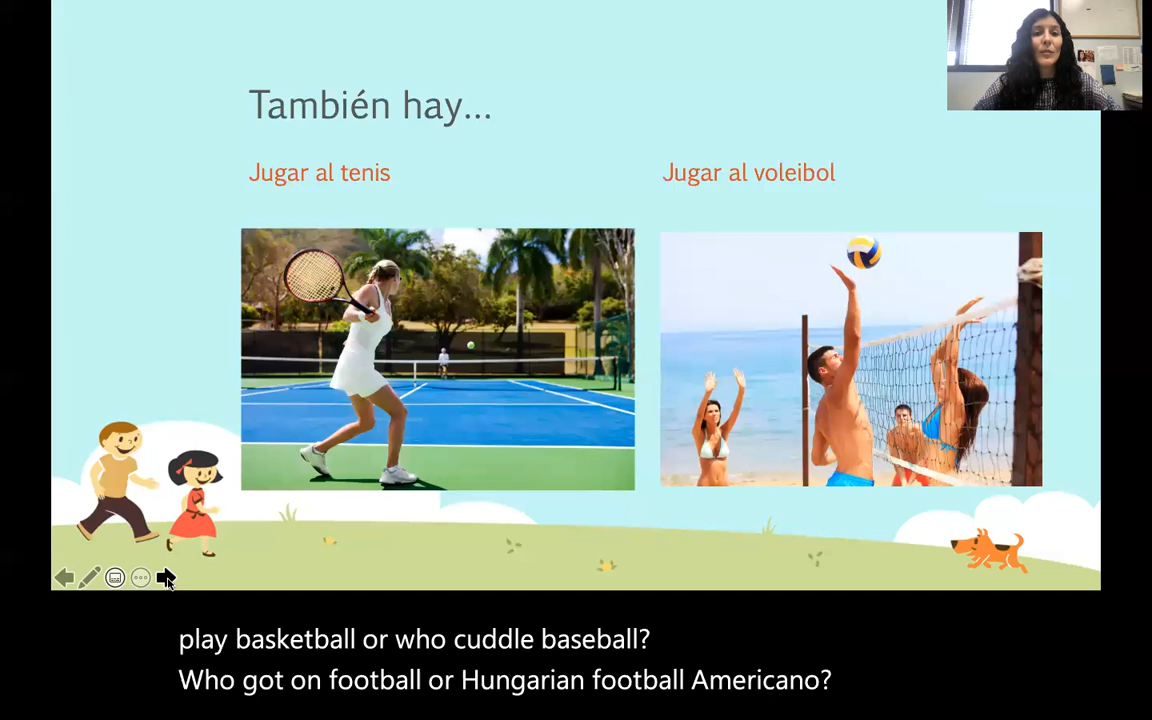 También hay...
Jugar al tenis
Jugar al voleibol
play basketball or who cuddle baseball?
Who got on football or Hungarian football Americano?